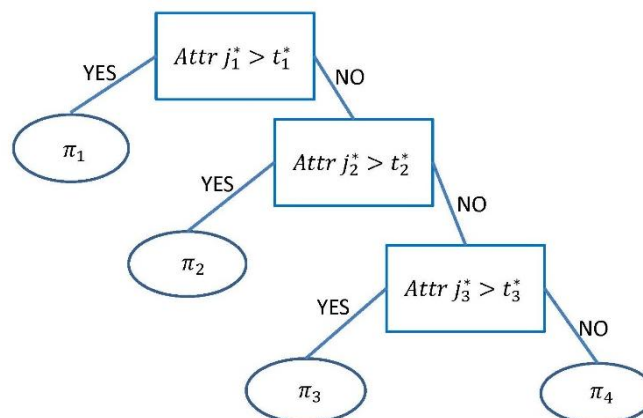 Attr j₁* > t₁*
YES
NO
π₁
Attr j₂* > t₂*
YES
NO
π₂
Attr j₃* > t₃*
YES
NO
π₃
π₄